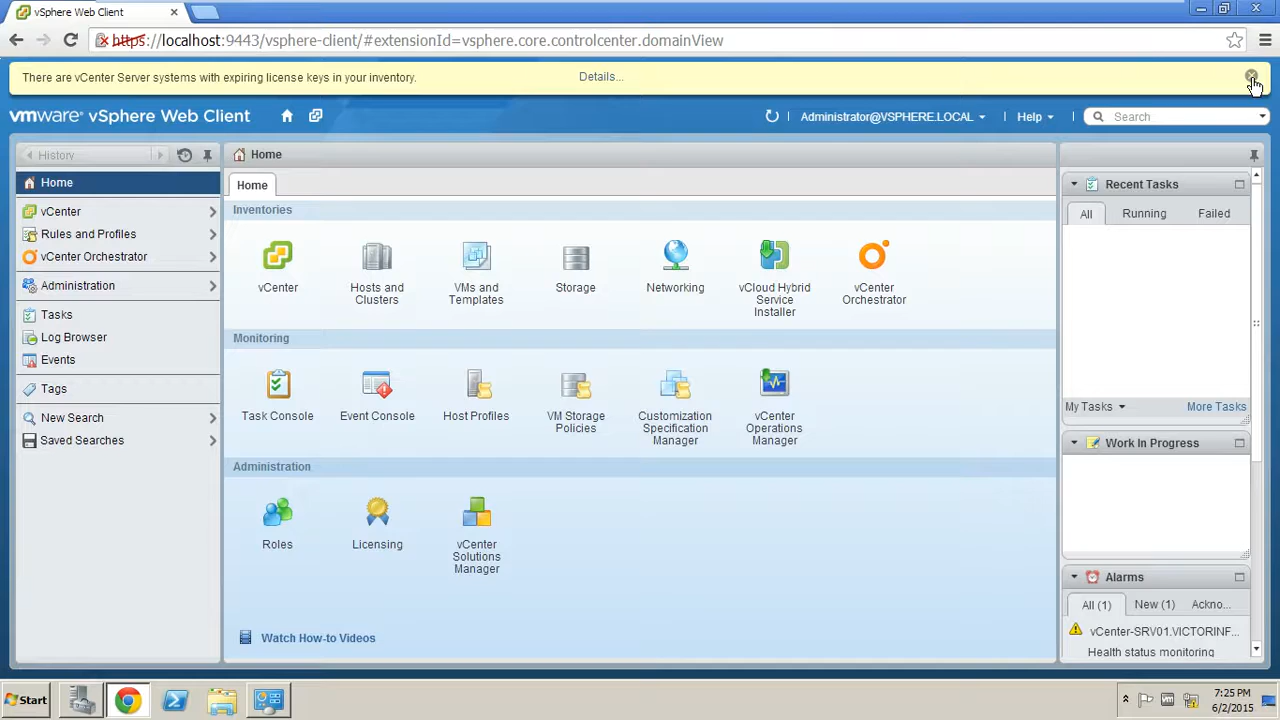 vSphere Web Client
https://localhost:9443/vsphere-client/#extensionId=vsphere.core.controlcenter.domainView
There are vCenter Server systems with expiring license keys in your inventory.
Details...
vmware® vSphere Web Client
Administrator@VSPHERE.LOCAL
Help
Search
History
Home
vCenter
Rules and Profiles
vCenter Orchestrator
Administration
Tasks
Log Browser
Events
Tags
New Search
Saved Searches
Home
Home
Inventories
vCenter
Hosts and
Clusters
VMs and
Templates
Storage
Networking
vCloud Hybrid
Service
Installer
vCenter
Orchestrator
Monitoring
Task Console
Event Console
Host Profiles
VM Storage
Policies
Customization
Specification
Manager
vCenter
Operations
Manager
Administration
Roles
Licensing
vCenter
Solutions
Manager
Watch How-to Videos
Recent Tasks
All
Running
Failed
My Tasks
More Tasks
Work In Progress
Alarms
All (1)
New (1)
Ackno...
vCenter-SRV01.VICTORINF...
Health status monitoring
Start
7:25 PM
6/2/2015